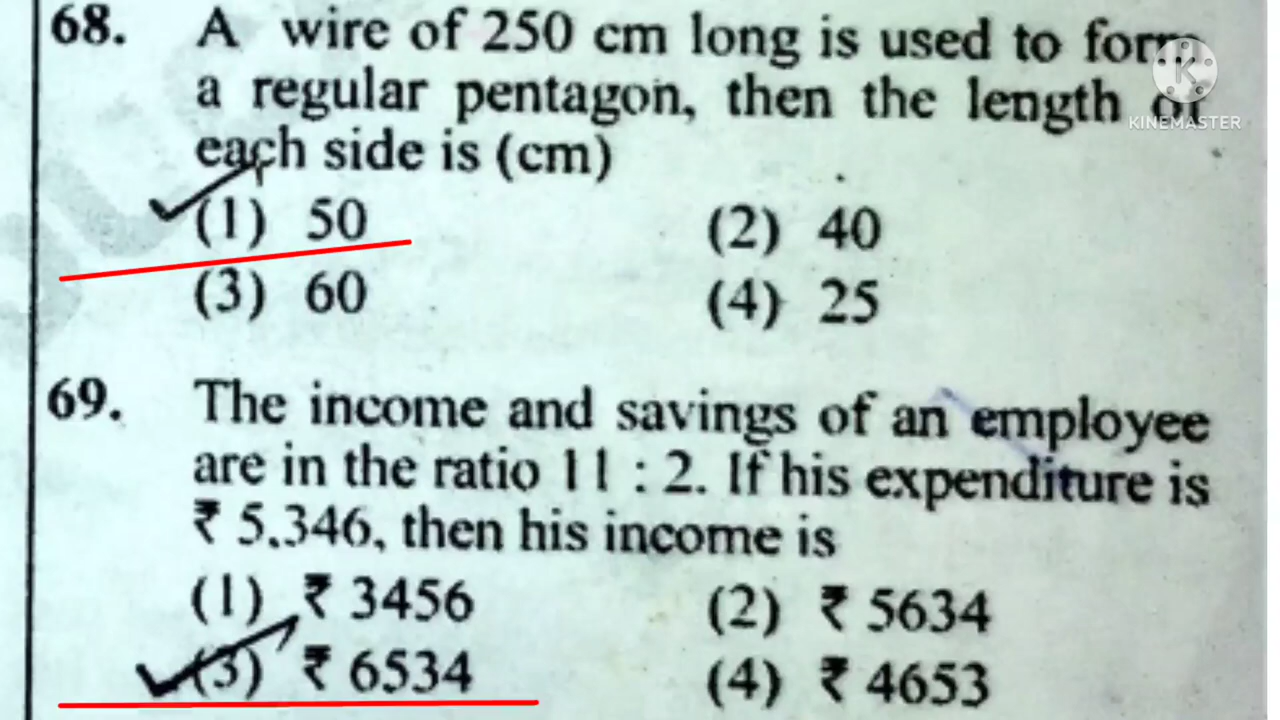 68. A wire of 250 cm long is used to form
a regular pentagon, then the length of
each side is (cm)
(1) 50 (2) 40
(3) 60 (4) 25
69. The income and savings of an employee
are in the ratio 11 : 2. If his expenditure is
₹ 5,346, then his income is
(1) ₹ 3456 (2) ₹ 5634
(3) ₹ 6534 (4) ₹ 4653
KINEMASTER